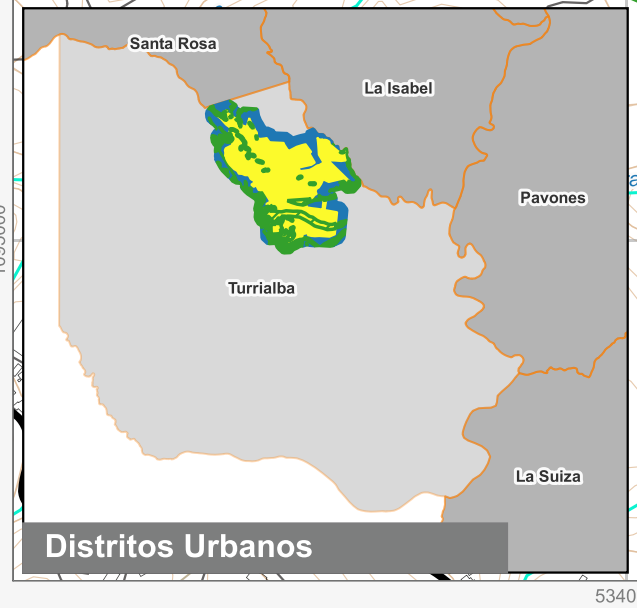 Santa Rosa
La Isabel
Pavones
Turrialba
La Suiza
Distritos Urbanos
5340